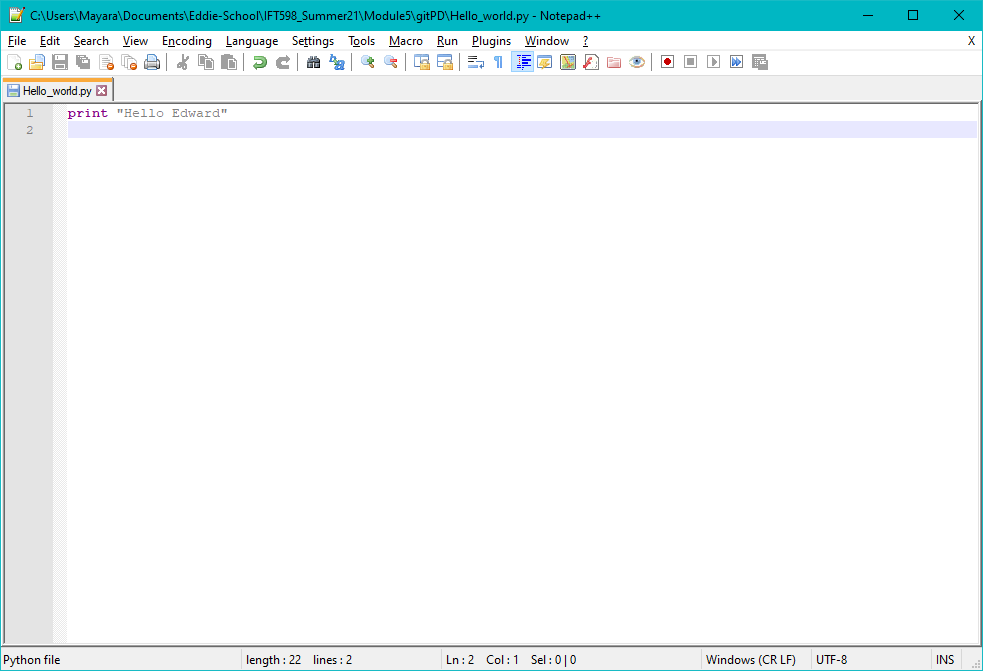 C:\Users\Mayara\Documents\Eddie-School\IFT598_Summer21\Module5\gitPD\Hello_world.py - Notepad++
File Edit Search View Encoding Language Settings Tools Macro Run Plugins Window ? X
Hello_world.py
1 print "Hello Edward"
2
Python file length : 22 lines : 2 Ln : 2 Col : 1 Sel : 0 | 0 Windows (CR LF) UTF-8 INS